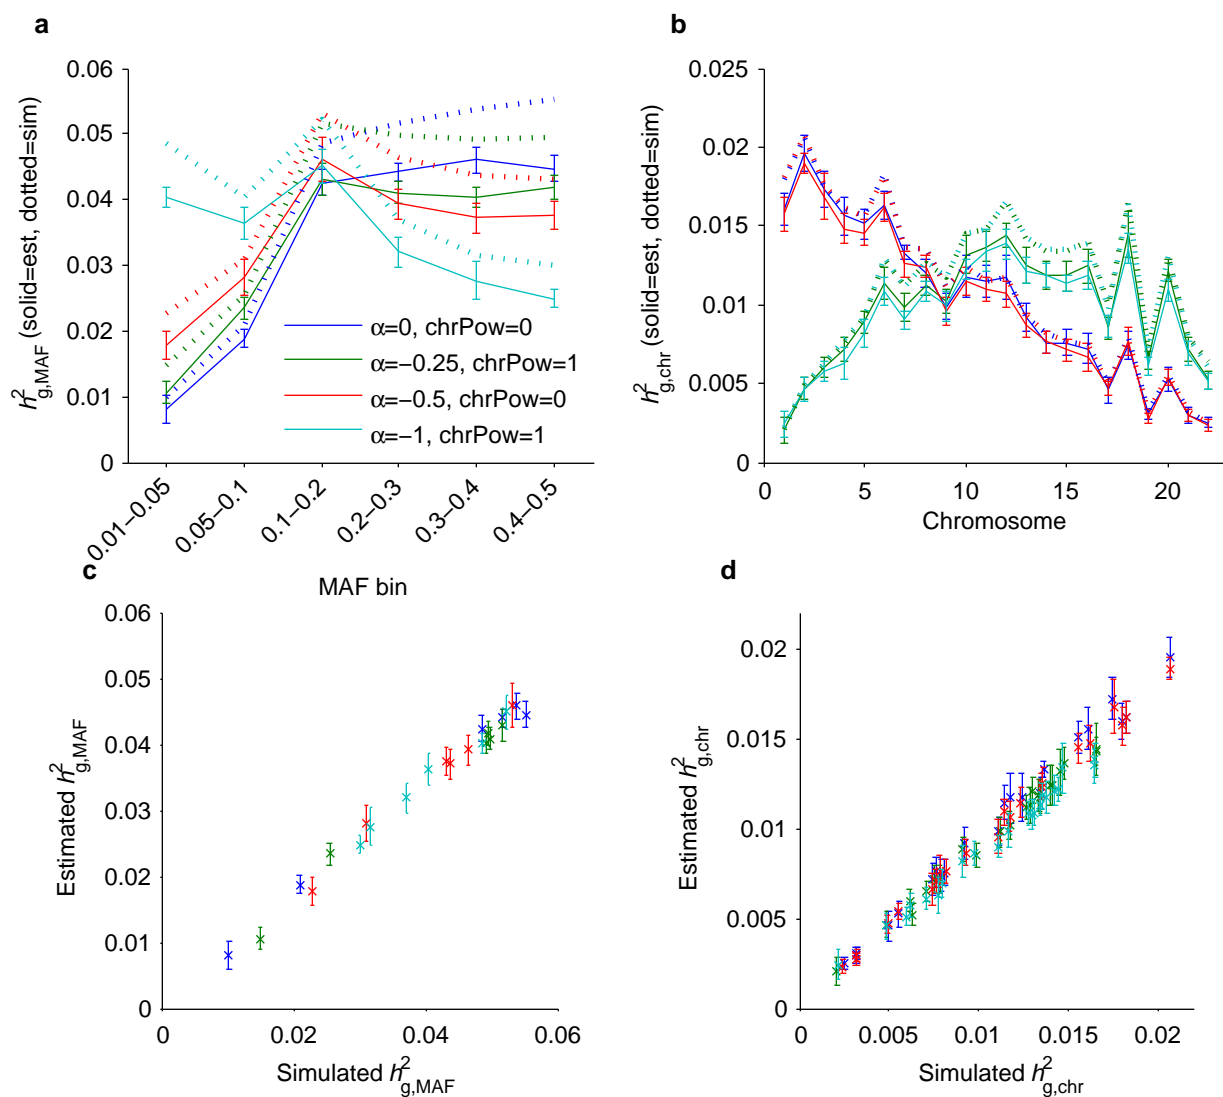 a
h²g,MAF (solid=est, dotted=sim)
0.06
0.05
0.04
0.03
0.02
0.01
0
α=0, chrPow=0
α=−0.25, chrPow=1
α=−0.5, chrPow=0
α=−1, chrPow=1
0.01−0.05
0.05−0.1
0.1−0.2
0.2−0.3
0.3−0.4
0.4−0.5
MAF bin
b
h²g,chr (solid=est, dotted=sim)
0.025
0.02
0.015
0.01
0.005
0
0
5
10
15
20
Chromosome
c
Estimated h²g,MAF
0.06
0.05
0.04
0.03
0.02
0.01
0
0
0.02
0.04
0.06
Simulated h²g,MAF
d
Estimated h²g,chr
0.02
0.015
0.01
0.005
0
0
0.005
0.01
0.015
0.02
Simulated h²g,chr